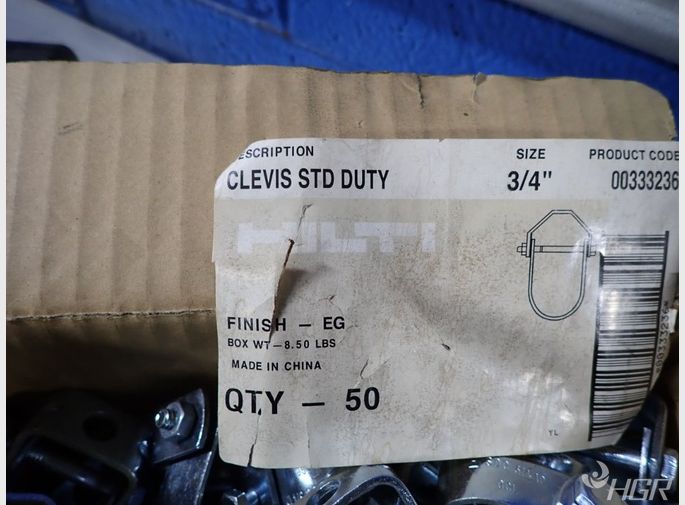 DESCRIPTION SIZE PRODUCT CODE
CLEVIS STD DUTY 3/4" 00333236
HILTI
FINISH - EG
BOX WT-8.50 LBS
MADE IN CHINA
QTY - 50
YL
HGR